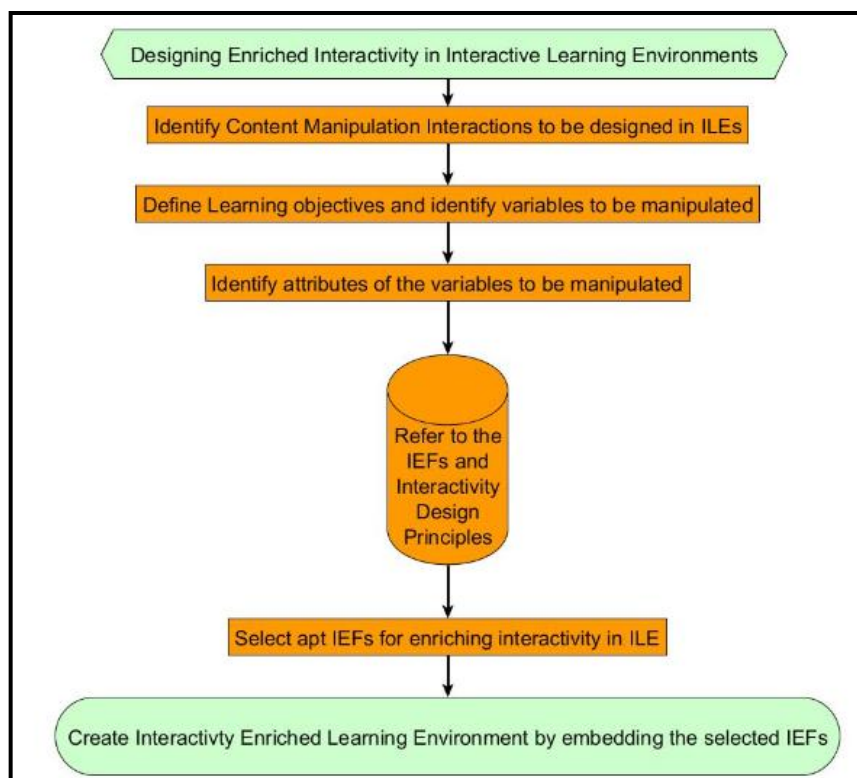 Designing Enriched Interactivity in Interactive Learning Environments
Identify Content Manipulation Interactions to be designed in ILEs
Define Learning objectives and identify variables to be manipulated
Identify attributes of the variables to be manipulated
Refer to the
IEFs and
Interactivity
Design
Principles
Select apt IEFs for enriching interactivity in ILE
Create Interactivty Enriched Learning Environment by embedding the selected IEFs